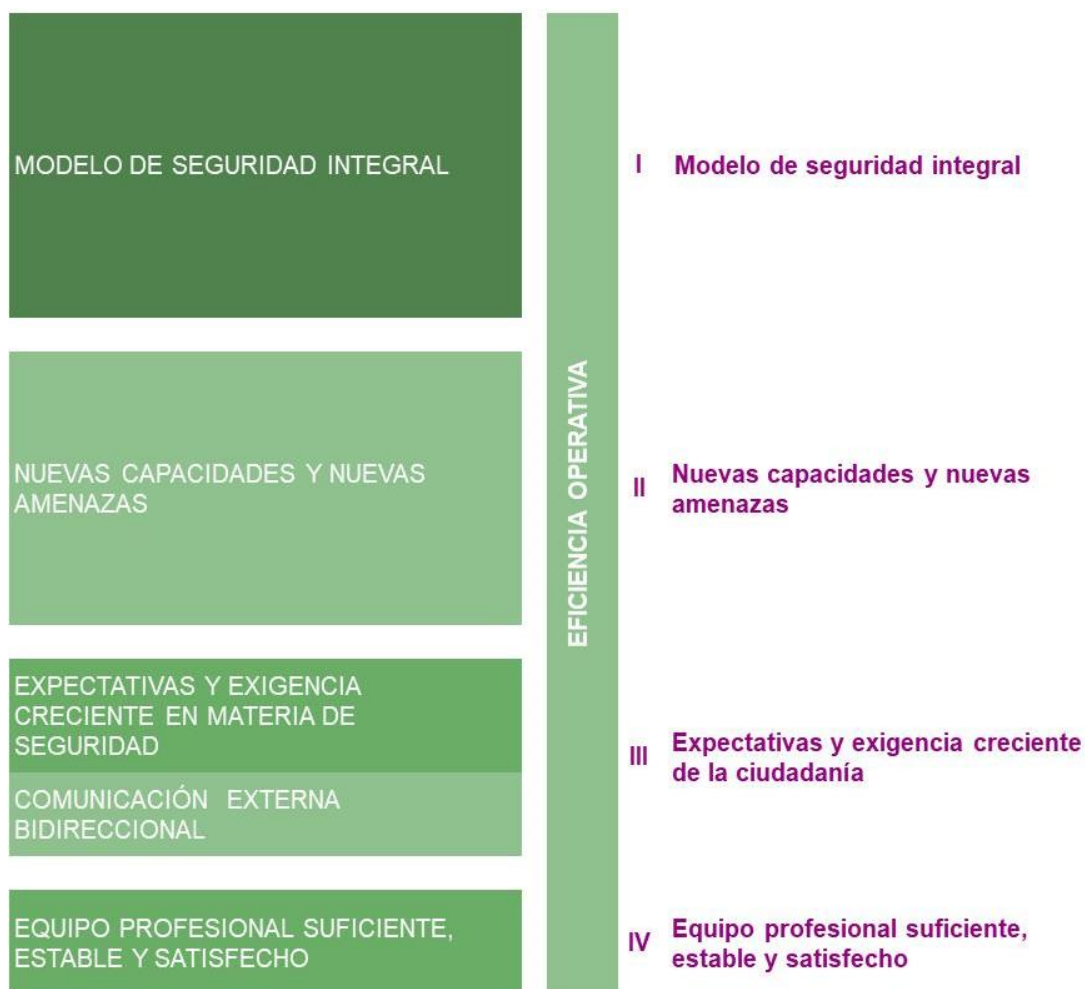 MODELO DE SEGURIDAD INTEGRAL
I Modelo de seguridad integral
NUEVAS CAPACIDADES Y NUEVAS
AMENAZAS
EFICIENCIA OPERATIVA
II Nuevas capacidades y nuevas
amenazas
EXPECTATIVAS Y EXIGENCIA
CRECIENTE EN MATERIA DE
SEGURIDAD
COMUNICACIÓN EXTERNA
BIDIRECCIONAL
III Expectativas y exigencia creciente
de la ciudadanía
EQUIPO PROFESIONAL SUFICIENTE,
ESTABLE Y SATISFECHO
IV Equipo profesional suficiente,
estable y satisfecho